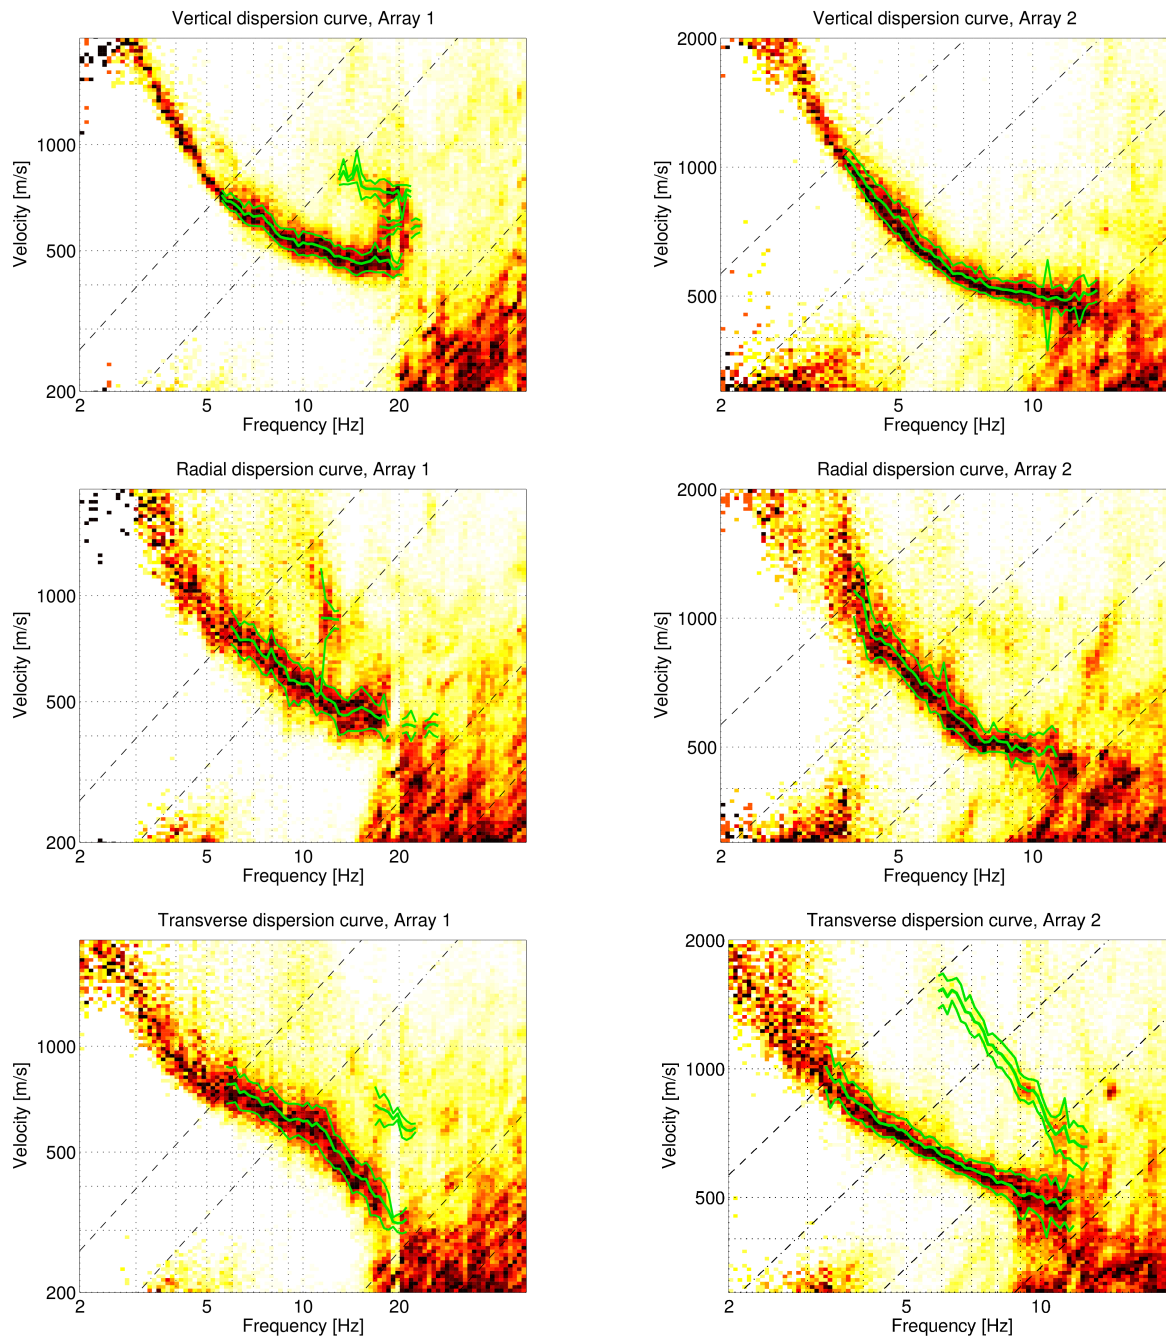 Vertical dispersion curve, Array 1
Velocity [m/s]
1000
500
200
2 5 10 20
Frequency [Hz]
Vertical dispersion curve, Array 2
Velocity [m/s]
2000
1000
500
2 5 10
Frequency [Hz]
Radial dispersion curve, Array 1
Velocity [m/s]
1000
500
200
2 5 10 20
Frequency [Hz]
Radial dispersion curve, Array 2
Velocity [m/s]
2000
1000
500
2 5 10
Frequency [Hz]
Transverse dispersion curve, Array 1
Velocity [m/s]
1000
500
200
2 5 10 20
Frequency [Hz]
Transverse dispersion curve, Array 2
Velocity [m/s]
2000
1000
500
2 5 10
Frequency [Hz]